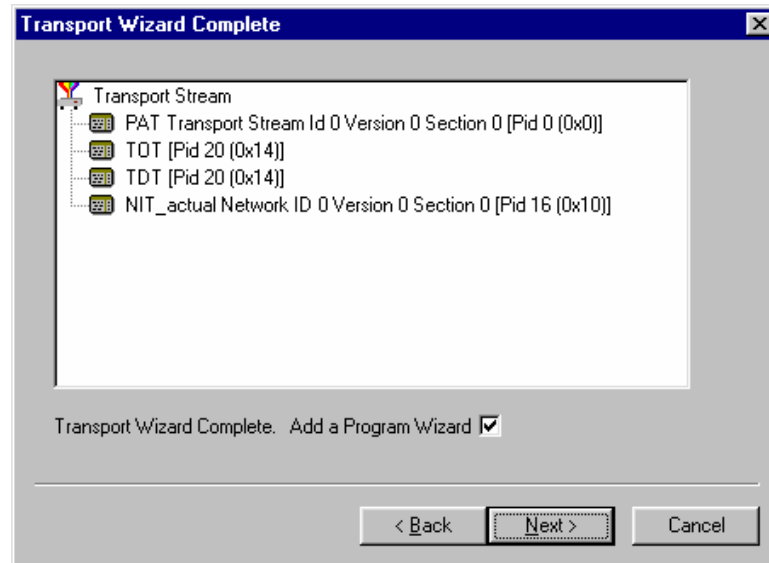 Transport Wizard Complete
Transport Stream
PAT Transport Stream Id 0 Version 0 Section 0 [Pid 0 (0x0)]
TOT [Pid 20 (0x14)]
TDT [Pid 20 (0x14)]
NIT_actual Network ID 0 Version 0 Section 0 [Pid 16 (0x10)]
Transport Wizard Complete. Add a Program Wizard
< Back Next > Cancel